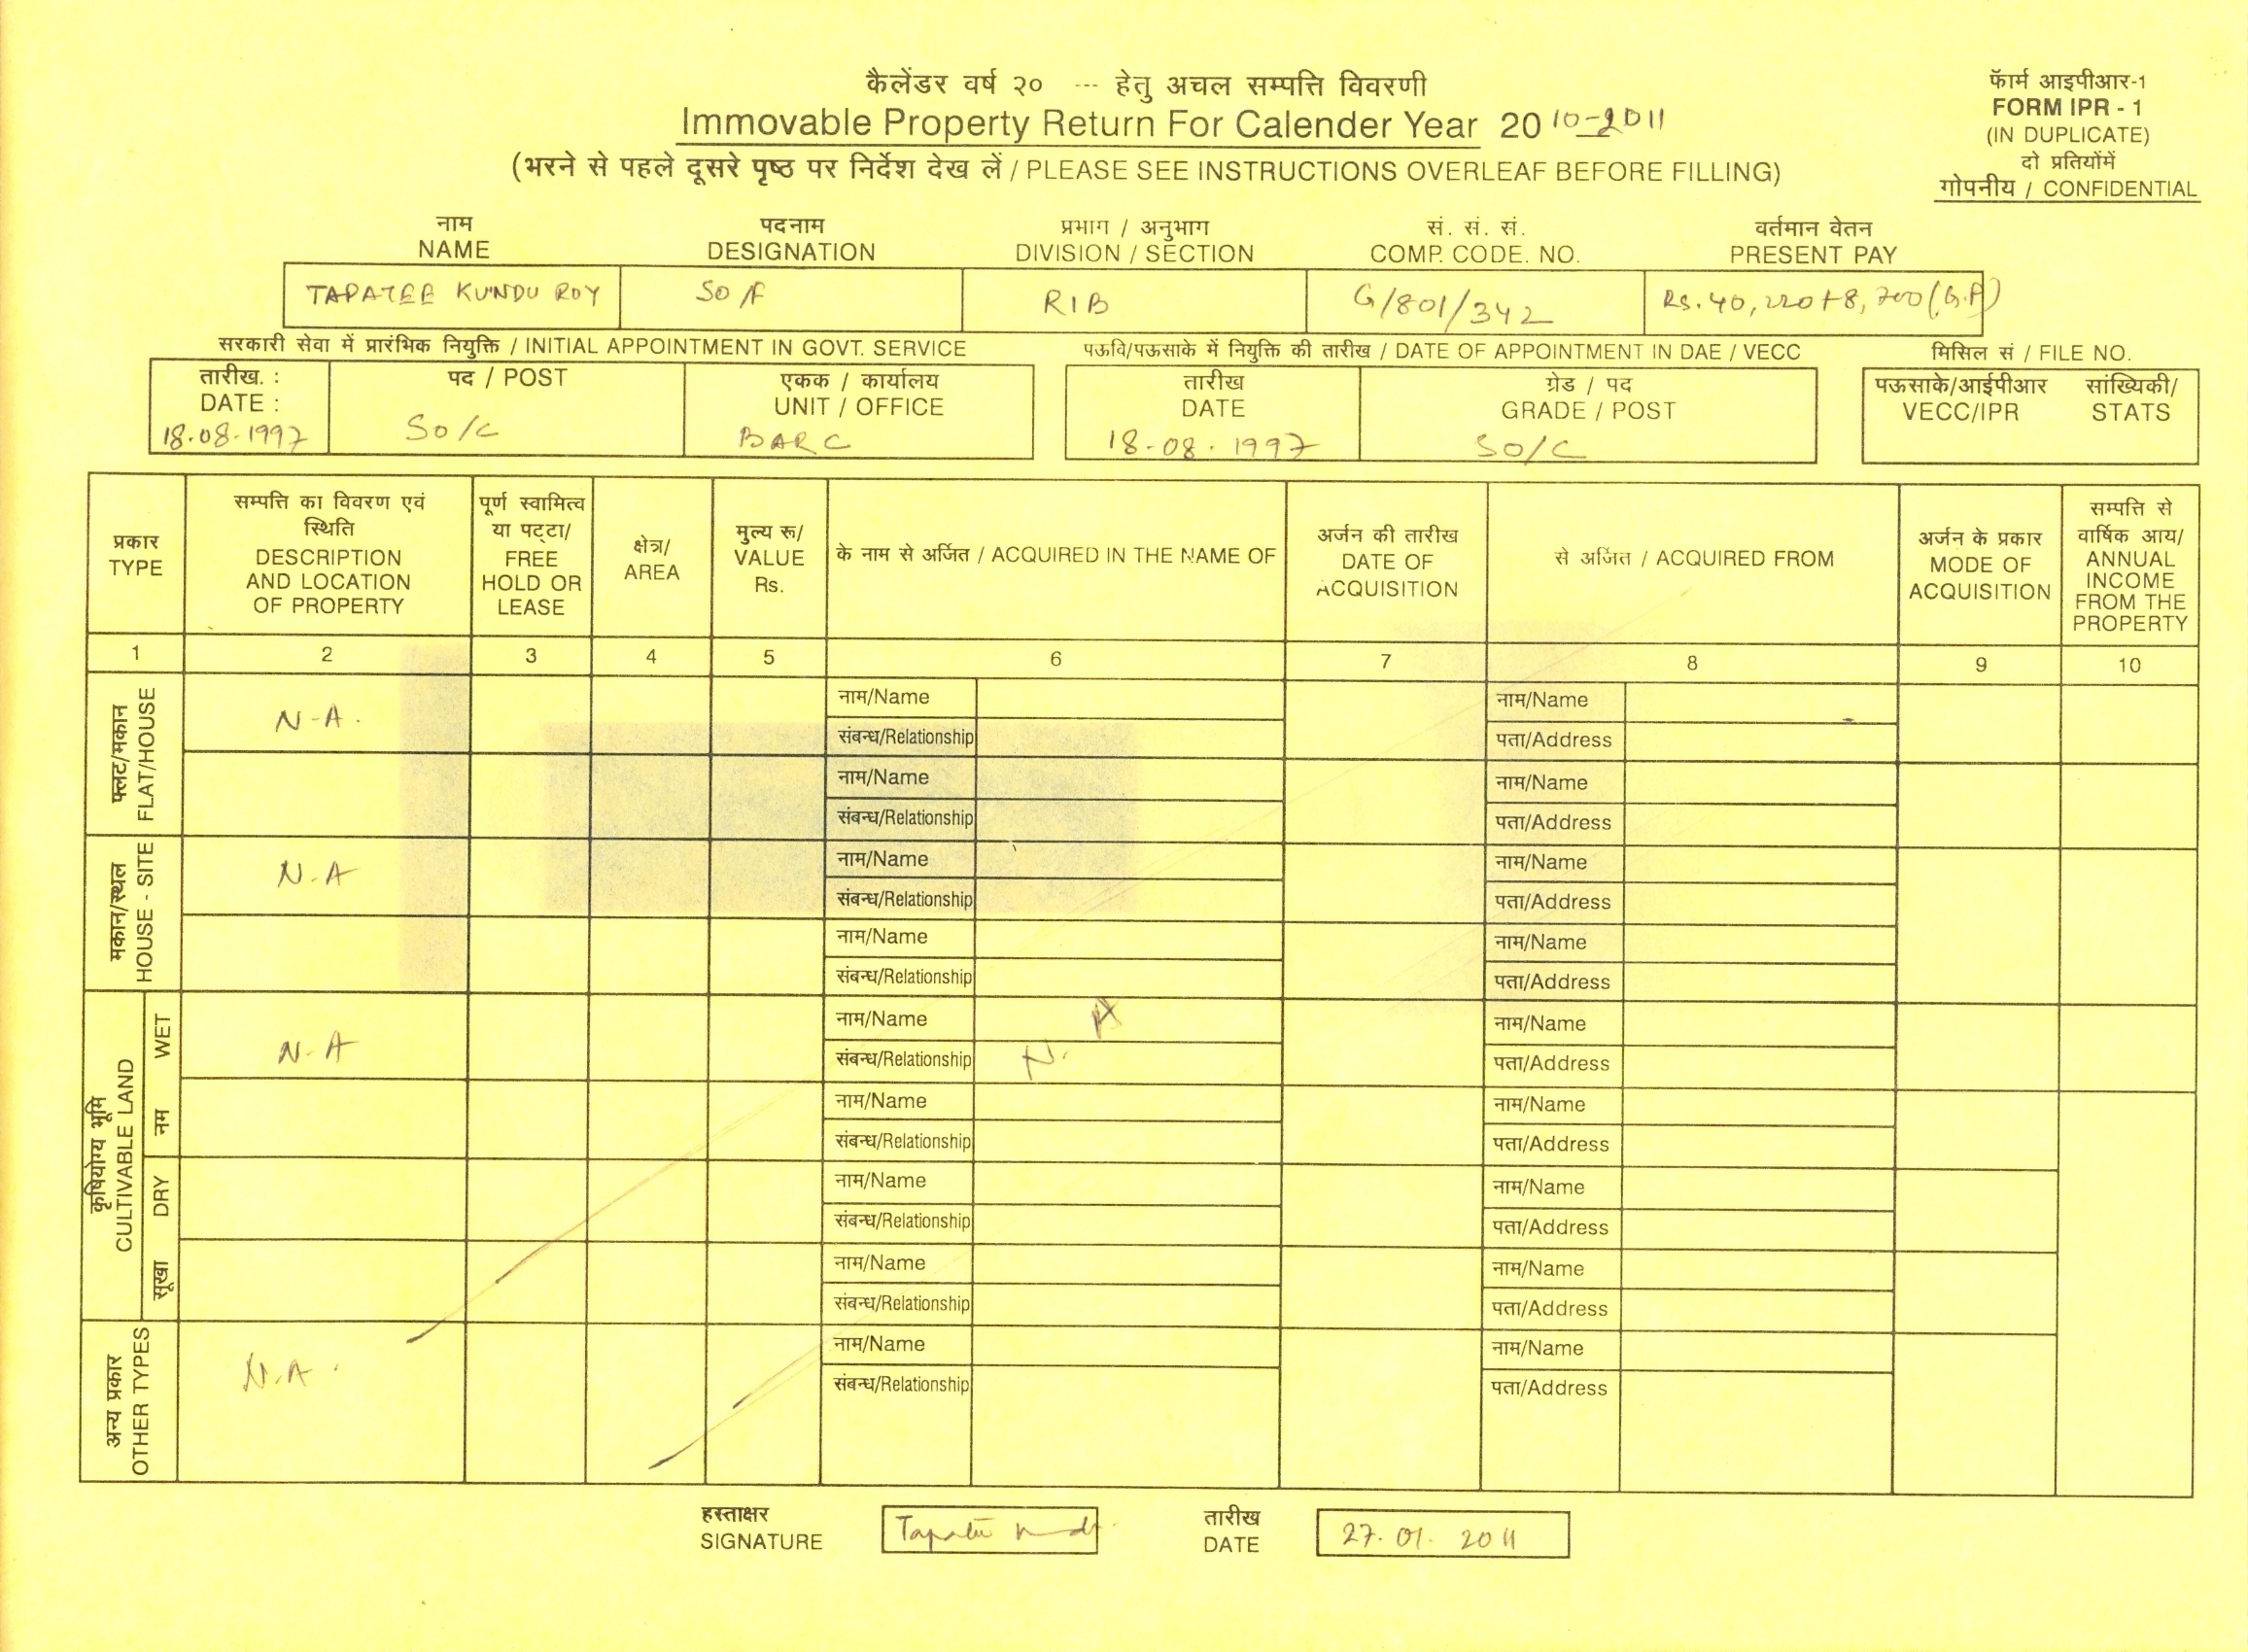 कैलेंडर वर्ष २० --- हेतु अचल सम्पत्ति विवरणी
Immovable Property Return For Calender Year 2010-2011
(भरने से पहले दूसरे पृष्ठ पर निर्देश देख लें / PLEASE SEE INSTRUCTIONS OVERLEAF BEFORE FILLING)
फॅार्म आइपीआर-1
FORM IPR - 1
(IN DUPLICATE)
दो प्रतियोंमें
गोपनीय / CONFIDENTIAL
नाम पदनाम प्रभाग / अनुभाग सं. सं. सं. वर्तमान वेतन
NAME DESIGNATION DIVISION / SECTION COMP. CODE. NO. PRESENT PAY
TAPATEE KUNDU ROY SO/F RIB G/801/342 Rs. 40,220+8,700(G.P)
सरकारी सेवा में प्रारंभिक नियुक्ति / INITIAL APPOINTMENT IN GOVT. SERVICE पऊवि/पऊसाके में नियुक्ति की तारीख / DATE OF APPOINTMENT IN DAE / VECC मिसिल सं / FILE NO.
तारीख. : पद / POST एकक / कार्यालय तारीख ग्रेड / पद पऊसाके/आईपीआर सांख्यिकी/
DATE : UNIT / OFFICE DATE GRADE / POST VECC/IPR STATS
18.08.1997 SO/C BARC 18-08.1997 SO/C
प्रकार
TYPE
सम्पत्ति का विवरण एवं
स्थिति
DESCRIPTION
AND LOCATION
OF PROPERTY
पूर्ण स्वामित्व
या पट्टा/
FREE
HOLD OR
LEASE
क्षेत्र/
AREA
मुल्य रू/
VALUE
Rs.
के नाम से अर्जित / ACQUIRED IN THE NAME OF
अर्जन की तारीख
DATE OF
ACQUISITION
से अर्जित / ACQUIRED FROM
अर्जन के प्रकार
MODE OF
ACQUISITION
सम्पत्ति से
वार्षिक आय/
ANNUAL
INCOME
FROM THE
PROPERTY
1 2 3 4 5 6 7 8 9 10
फ्लट/मकान
FLAT/HOUSE
N-A. नाम/Name नाम/Name
संबन्ध/Relationship पता/Address
नाम/Name नाम/Name
संबन्ध/Relationship पता/Address
मकान/स्थल
HOUSE - SITE
N.A नाम/Name नाम/Name
संबन्ध/Relationship पता/Address
नाम/Name नाम/Name
संबन्ध/Relationship पता/Address
कृषियोग्य भूमि
CULTIVABLE LAND
नम WET
N.A नाम/Name नाम/Name
संबन्ध/Relationship N. A पता/Address
नाम/Name नाम/Name
संबन्ध/Relationship पता/Address
सूखा DRY
नाम/Name नाम/Name
संबन्ध/Relationship पता/Address
नाम/Name नाम/Name
संबन्ध/Relationship पता/Address
अन्य प्रकार
OTHER TYPES
N.A. नाम/Name नाम/Name
संबन्ध/Relationship पता/Address
हस्ताक्षर तारीख
SIGNATURE DATE 27.01.2011